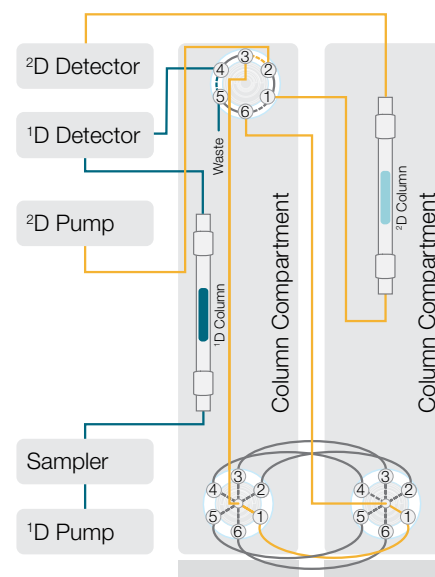 ²D Detector
¹D Detector
²D Pump
Sampler
¹D Pump
3
4
2
5
1
6
Waste
¹D Column
Column Compartment
²D Column
Column Compartment
3
4
2
5
1
6
3
4
2
5
1
6